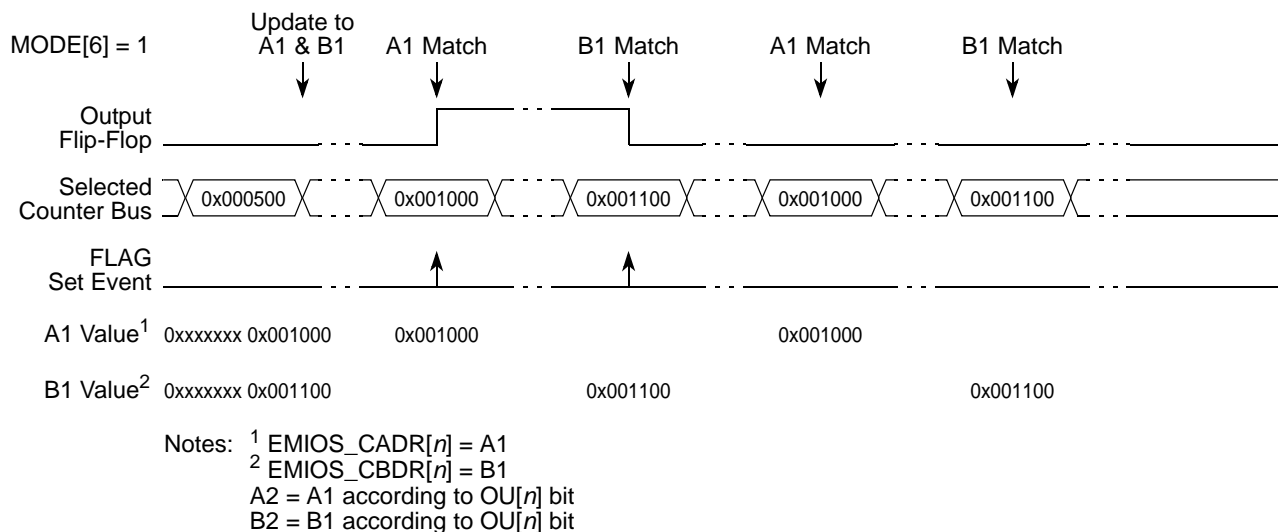 MODE[6] = 1
Update to
A1 & B1
A1 Match
B1 Match
A1 Match
B1 Match
Output
Flip-Flop
Selected
Counter Bus
0x000500
0x001000
0x001100
0x001000
0x001100
FLAG
Set Event
A1 Value1 0xxxxxxx 0x001000 0x001000 0x001000
B1 Value2 0xxxxxxx 0x001100 0x001100 0x001100
Notes: 1 EMIOS_CADR[n] = A1
2 EMIOS_CBDR[n] = B1
A2 = A1 according to OU[n] bit
B2 = B1 according to OU[n] bit